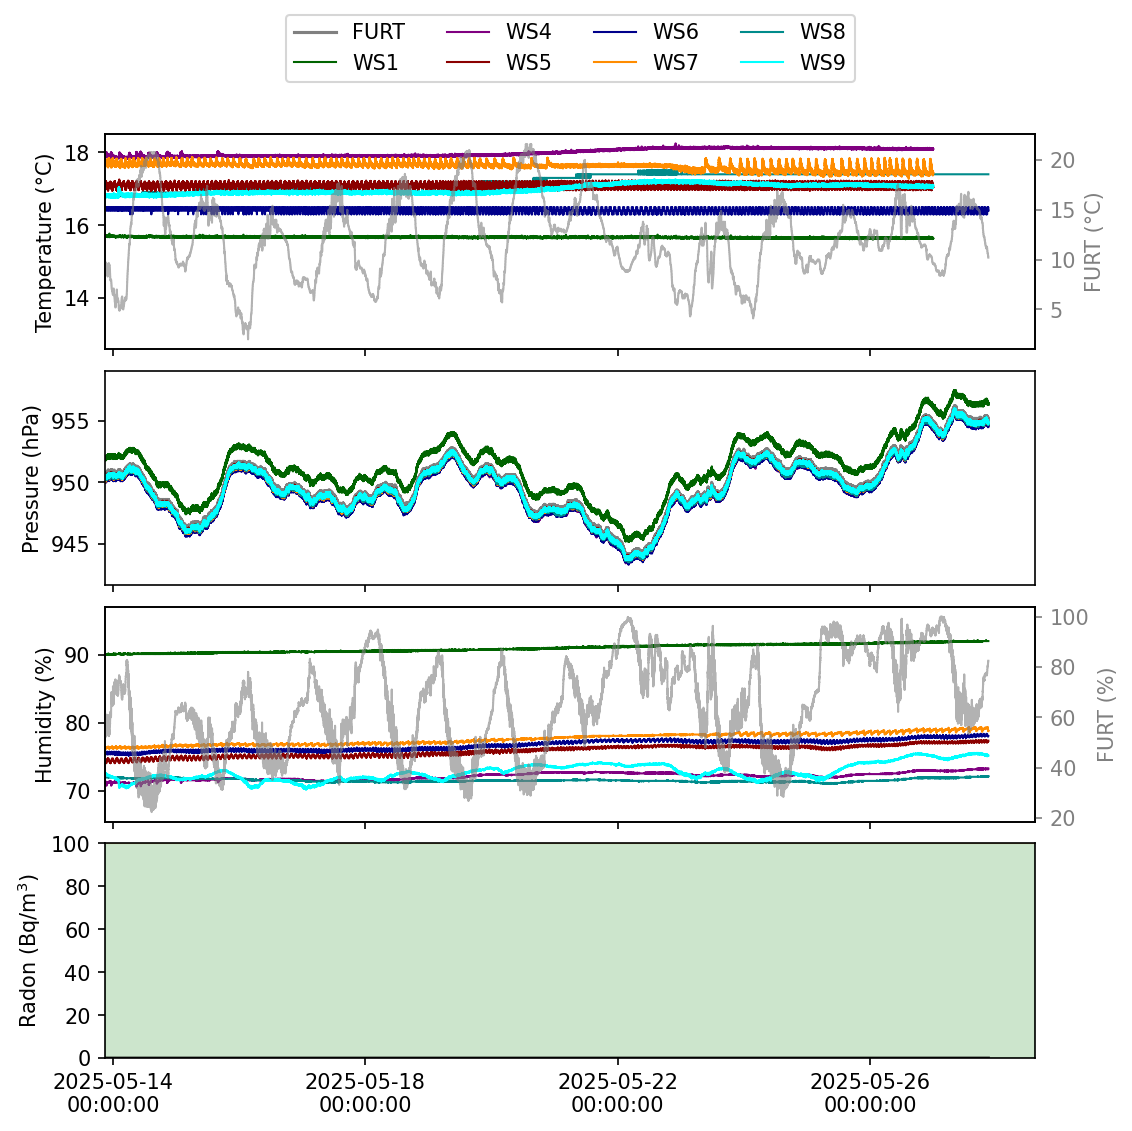 FURT WS4 WS6 WS8
WS1 WS5 WS7 WS9
Temperature (°C)
18
16
14
20
15
10
5
FURT (°C)
Pressure (hPa)
955
950
945
Humidity (%)
90
80
70
100
80
60
40
20
FURT (%)
Radon (Bq/m³)
100
80
60
40
20
0
2025-05-14 2025-05-18 2025-05-22 2025-05-26
00:00:00 00:00:00 00:00:00 00:00:00